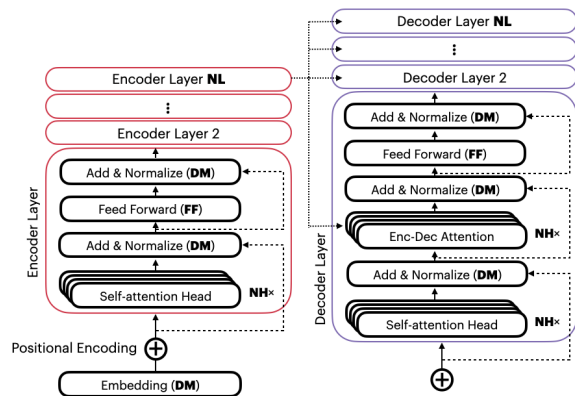 Encoder Layer NL
⋮
Encoder Layer 2
Add & Normalize (DM)
Feed Forward (FF)
Add & Normalize (DM)
Self-attention Head
NH×
Encoder Layer
Positional Encoding
+
Embedding (DM)
Decoder Layer NL
⋮
Decoder Layer 2
Add & Normalize (DM)
Feed Forward (FF)
Add & Normalize (DM)
Enc-Dec Attention
NH×
Add & Normalize (DM)
Self-attention Head
NH×
Decoder Layer
+